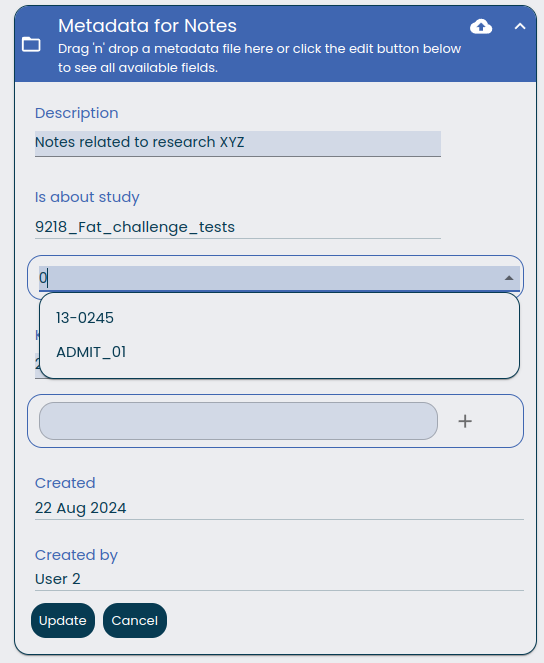 Metadata for Notes
Drag 'n' drop a metadata file here or click the edit button below
to see all available fields.
Description
Notes related to research XYZ
Is about study
9218_Fat_challenge_tests
0
13-0245
ADMIT_01
Created
22 Aug 2024
Created by
User 2
Update Cancel